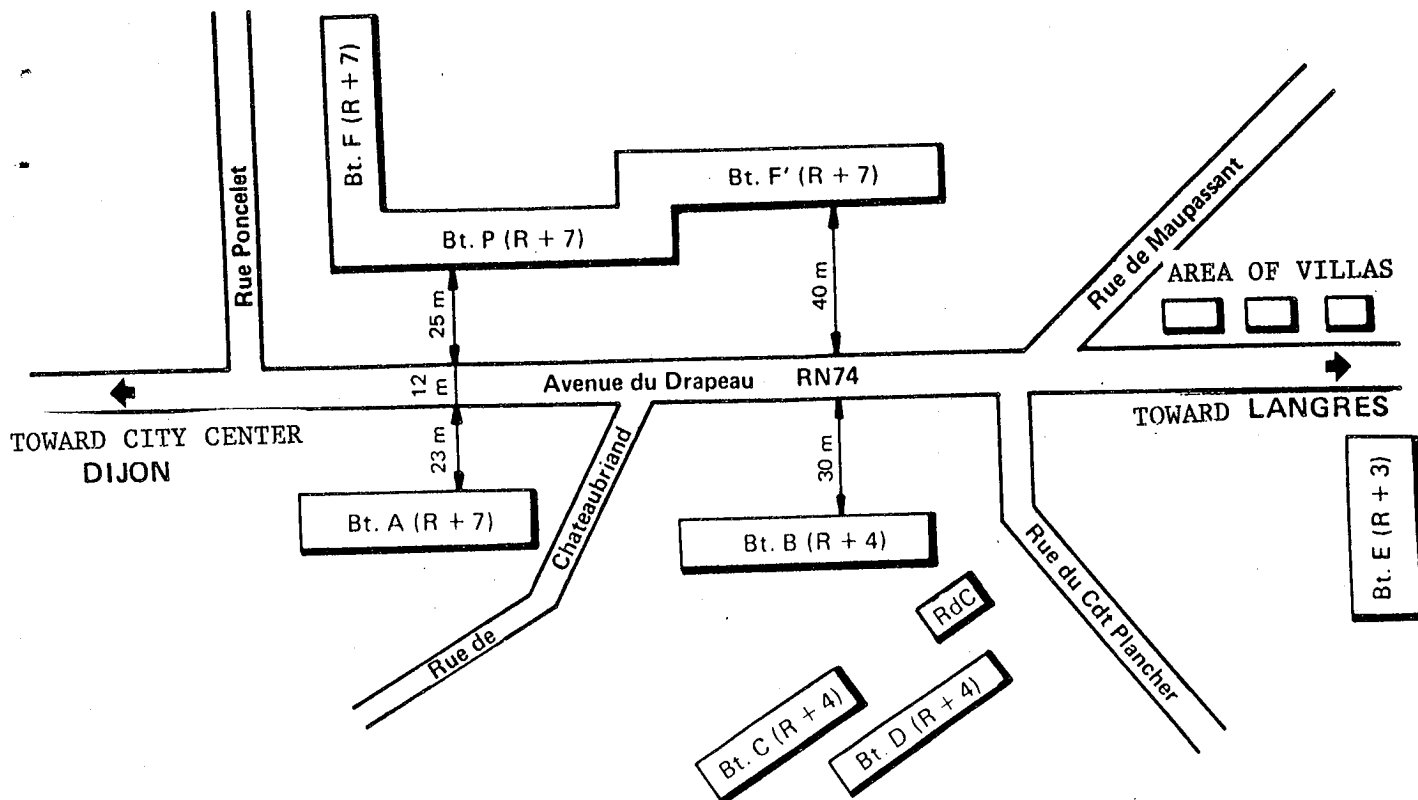 Bt. F (R + 7)
Rue Poncelet
Bt. F' (R + 7)
Bt. P (R + 7)
Rue de Maupassant
AREA OF VILLAS
25 m
40 m
12 m
Avenue du Drapeau RN74
TOWARD CITY CENTER
DIJON
TOWARD LANGRES
23 m
30 m
Rue de Chateaubriand
Bt. A (R + 7)
Bt. B (R + 4)
Bt. E (R + 3)
RdC
Rue du Cdt Plancher
Bt. C (R + 4)
Bt. D (R + 4)